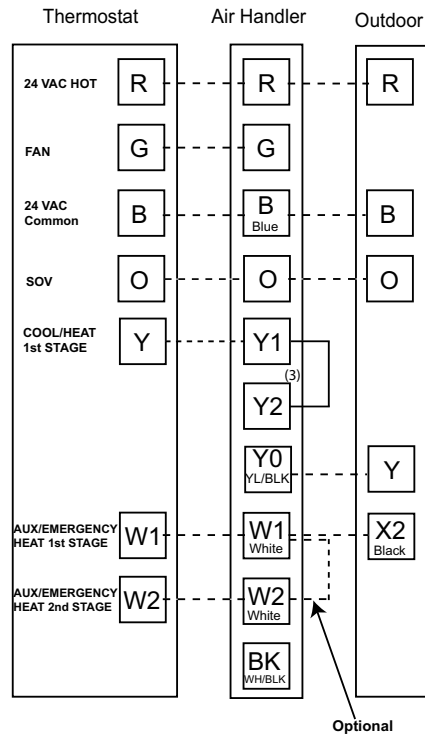 Thermostat Air Handler Outdoor
24 VAC HOT R R R
FAN G G
24 VAC
Common B B B
Blue
SOV O O O
COOL/HEAT
1st STAGE Y Y1
(3)
Y2
Y0 Y
YL/BLK
AUX/EMERGENCY
HEAT 1st STAGE W1 W1 X2
White Black
AUX/EMERGENCY
HEAT 2nd STAGE W2 W2
White
BK
WH/BLK
Optional